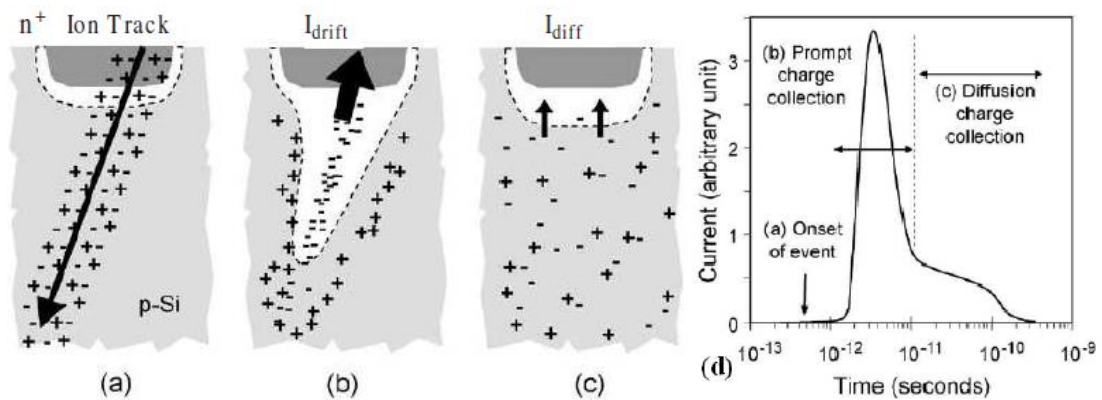 n+ Ion Track
I_drift
I_diff
p-Si
(a)
(b)
(c)
(d)
Current (arbitrary unit)
3
2
1
0
(b) Prompt
charge
collection
(c) Diffusion
charge
collection
(a) Onset
of event
10-13
10-12
10-11
10-10
10-9
Time (seconds)